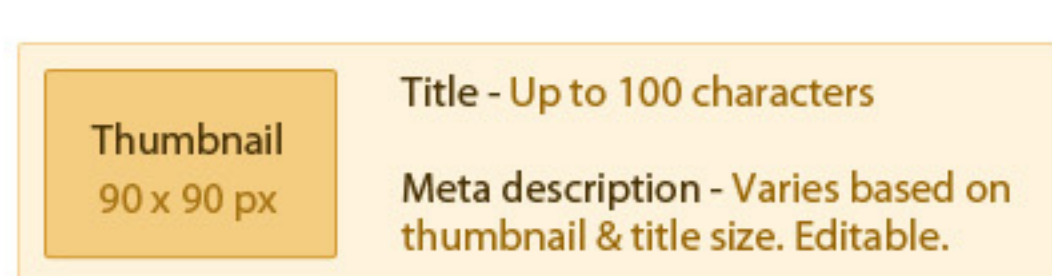 Thumbnail
90 x 90 px
Title - Up to 100 characters
Meta description - Varies based on
thumbnail & title size. Editable.